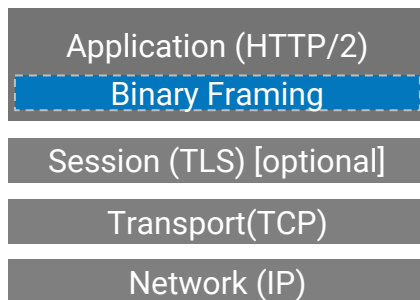 Application (HTTP/2)
Binary Framing
Session (TLS) [optional]
Transport(TCP)
Network (IP)